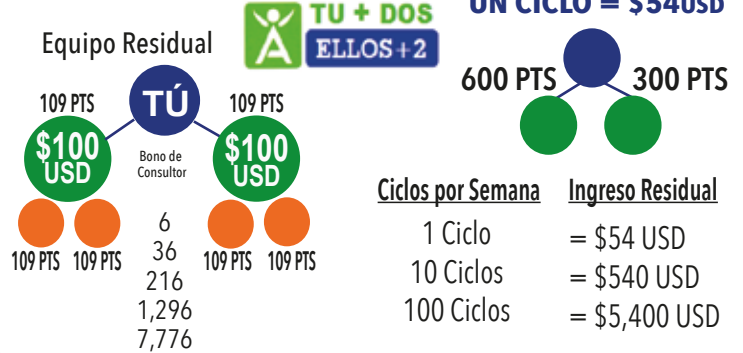 Equipo Residual
TU + DOS
ELLOS+2
109 PTS
TÚ
109 PTS
$100
USD
Bono de
Consultor
$100
USD
109 PTS
109 PTS
109 PTS
109 PTS
6
36
216
1,296
7,776
UN CICLO = $54USD
600 PTS
300 PTS
Ciclos por Semana Ingreso Residual
1 Ciclo = $54 USD
10 Ciclos = $540 USD
100 Ciclos = $5,400 USD